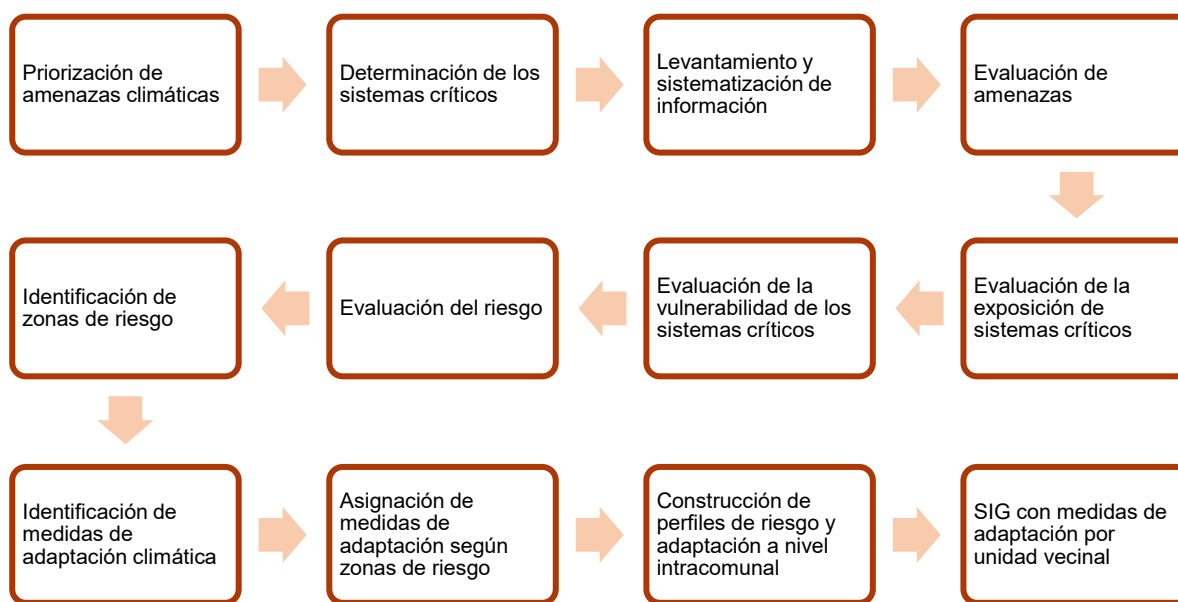 Priorización de
amenazas climáticas
Determinación de los
sistemas críticos
Levantamiento y
sistematización de
información
Evaluación de
amenazas
Evaluación de la
exposición de
sistemas críticos
Evaluación de la
vulnerabilidad de los
sistemas críticos
Evaluación del riesgo
Identificación de
zonas de riesgo
Identificación de
medidas de
adaptación climática
Asignación de
medidas de
adaptación según
zonas de riesgo
Construcción de
perfiles de riesgo y
adaptación a nivel
intracomunal
SIG con medidas de
adaptación por
unidad vecinal